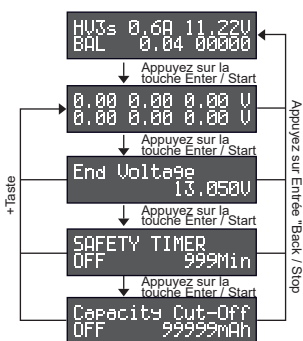 HV3s 0.6A 11.22V
BAL 0.04 00000
Appuyez sur la
touche Enter / Start
0.00 0.00 0.00 V
0.00 0.00 0.00 V
Appuyez sur la
touche Enter / Start
End Voltage
13.050V
Appuyez sur la
touche Enter / Start
SAFETY TIMER
OFF 999Min
Appuyez sur la
touche Enter / Start
Capacity Cut-Off
OFF 99999mAh
+Taste
Appuyez sur Entrée "Back / Stop